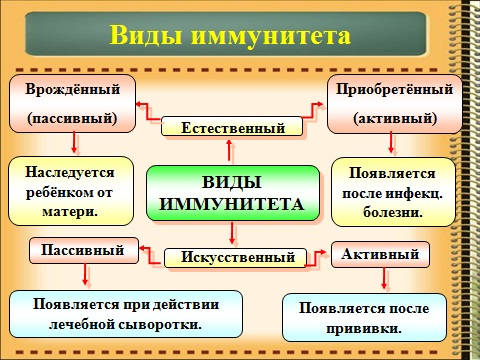 Виды иммунитета
Врождённый
(пассивный)
Приобретённый
(активный)
Естественный
Наследуется
ребёнком от
матери.
ВИДЫ
ИММУНИТЕТА
Появляется
после инфекц.
болезни.
Пассивный
Искусственный
Активный
Появляется при действии
лечебной сыворотки.
Появляется после
прививки.